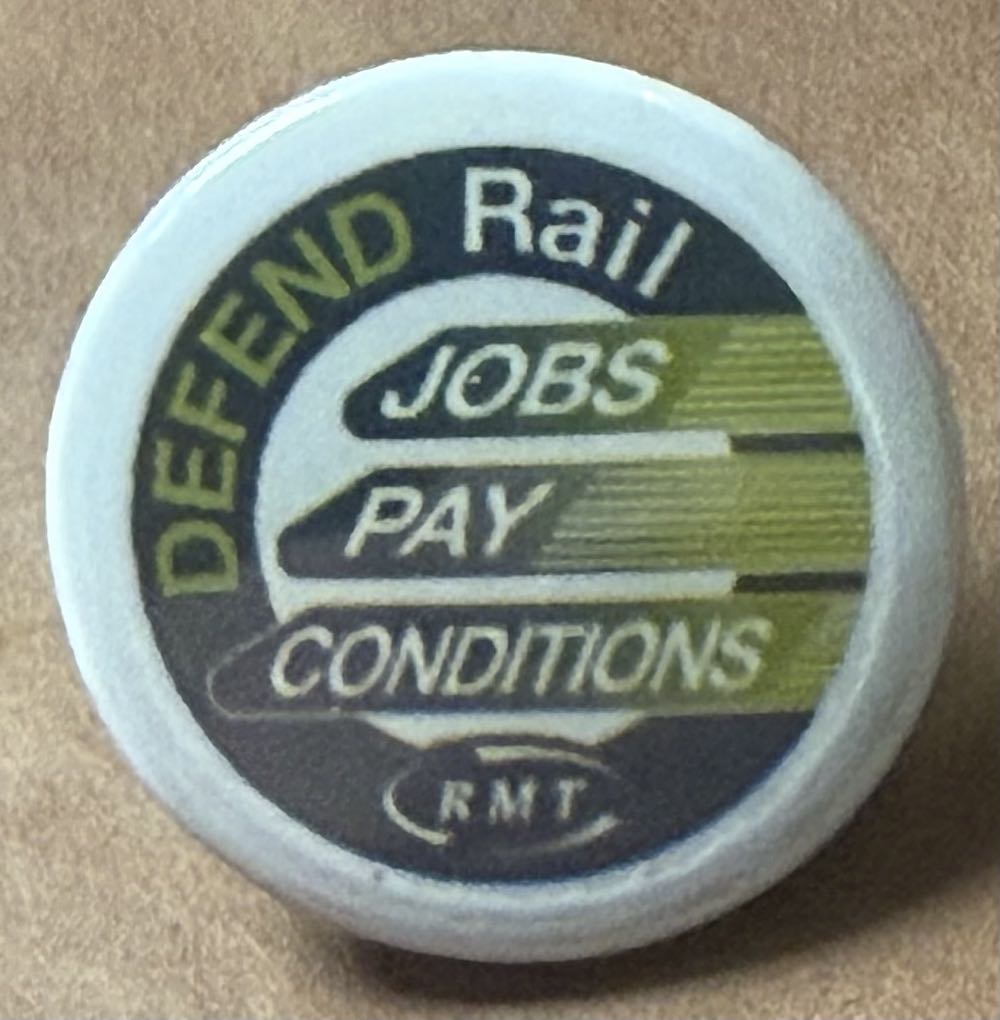 DEFEND Rail
JOBS
PAY
CONDITIONS
RMT